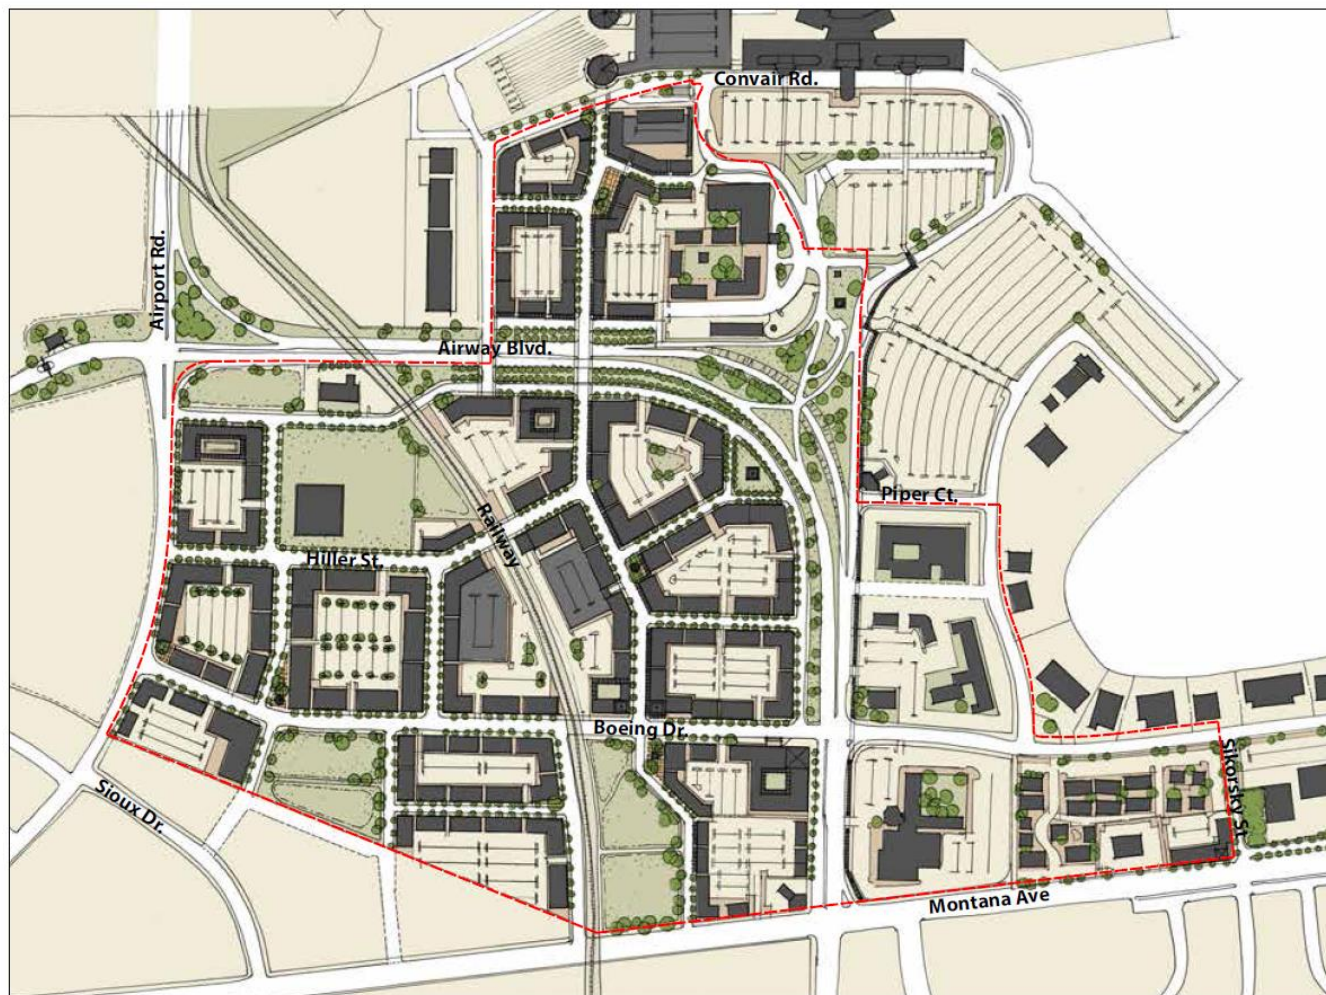 Convair Rd.
Airport Rd.
Airway Blvd.
Piper Ct.
Railway
Hiller St.
Boeing Dr.
Sikorsky St.
Sioux Dr.
Montana Ave